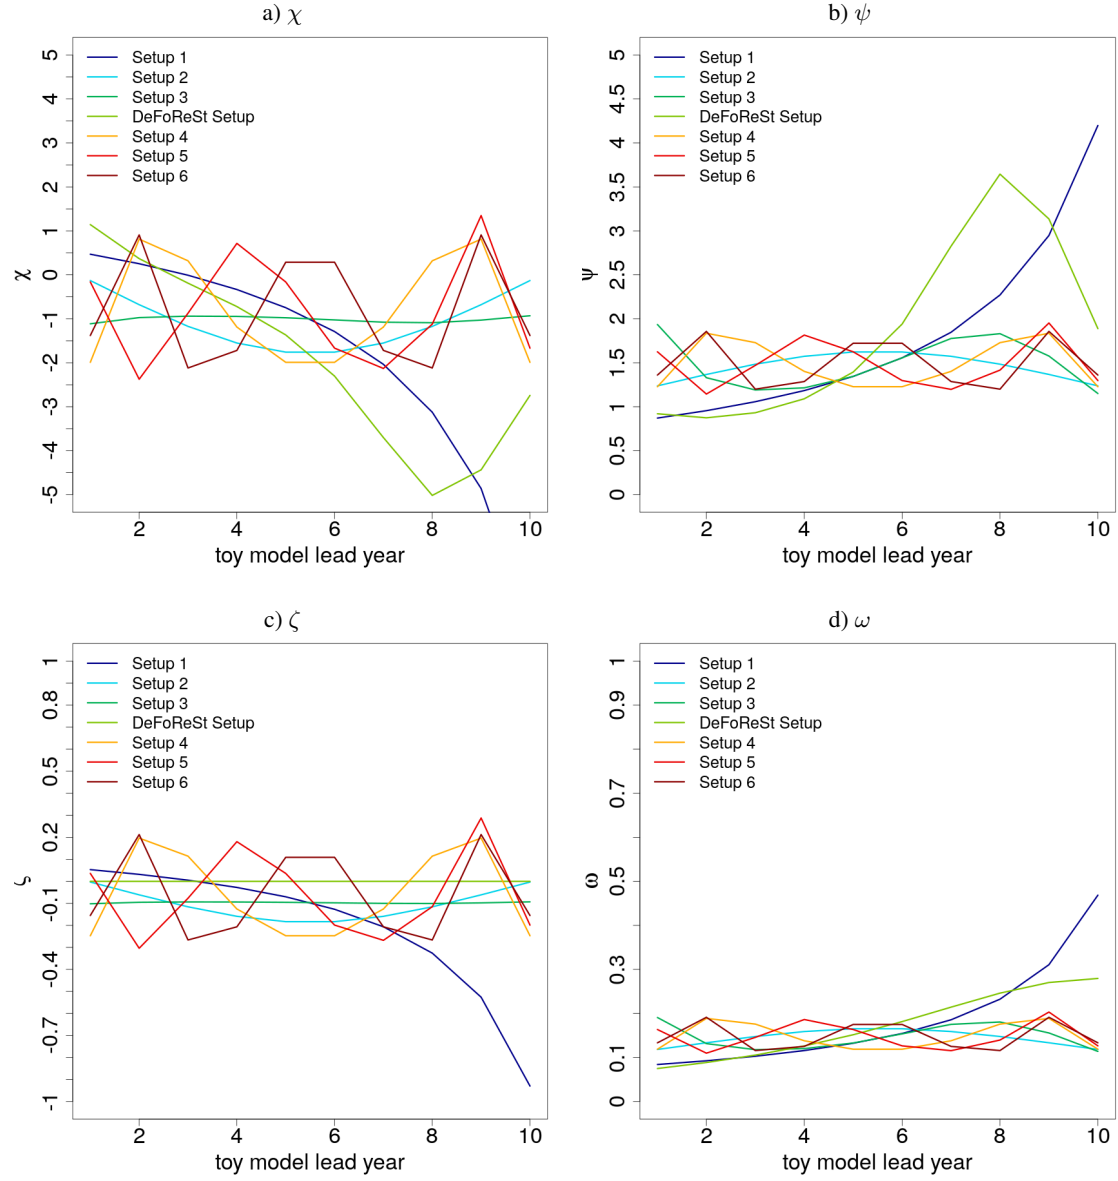 a) χ
5
4
3
2
1
0
-1
-2
-3
-4
-5
χ
Setup 1
Setup 2
Setup 3
DeFoReSt Setup
Setup 4
Setup 5
Setup 6
2 4 6 8 10
toy model lead year
b) ψ
5
4.5
4
3.5
3
2.5
2
1.5
1
0.5
0
ψ
Setup 1
Setup 2
Setup 3
DeFoReSt Setup
Setup 4
Setup 5
Setup 6
2 4 6 8 10
toy model lead year
c) ζ
1
0.8
0.5
0.2
-0.1
-0.4
-0.7
-1
ζ
Setup 1
Setup 2
Setup 3
DeFoReSt Setup
Setup 4
Setup 5
Setup 6
2 4 6 8 10
toy model lead year
d) ω
1
0.9
0.7
0.5
0.3
0.1
0
ω
Setup 1
Setup 2
Setup 3
DeFoReSt Setup
Setup 4
Setup 5
Setup 6
2 4 6 8 10
toy model lead year